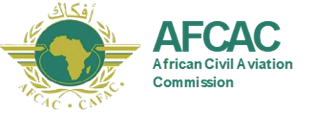 أفكاك
AFCAC • CAFAC
AFCAC
African Civil Aviation
Commission